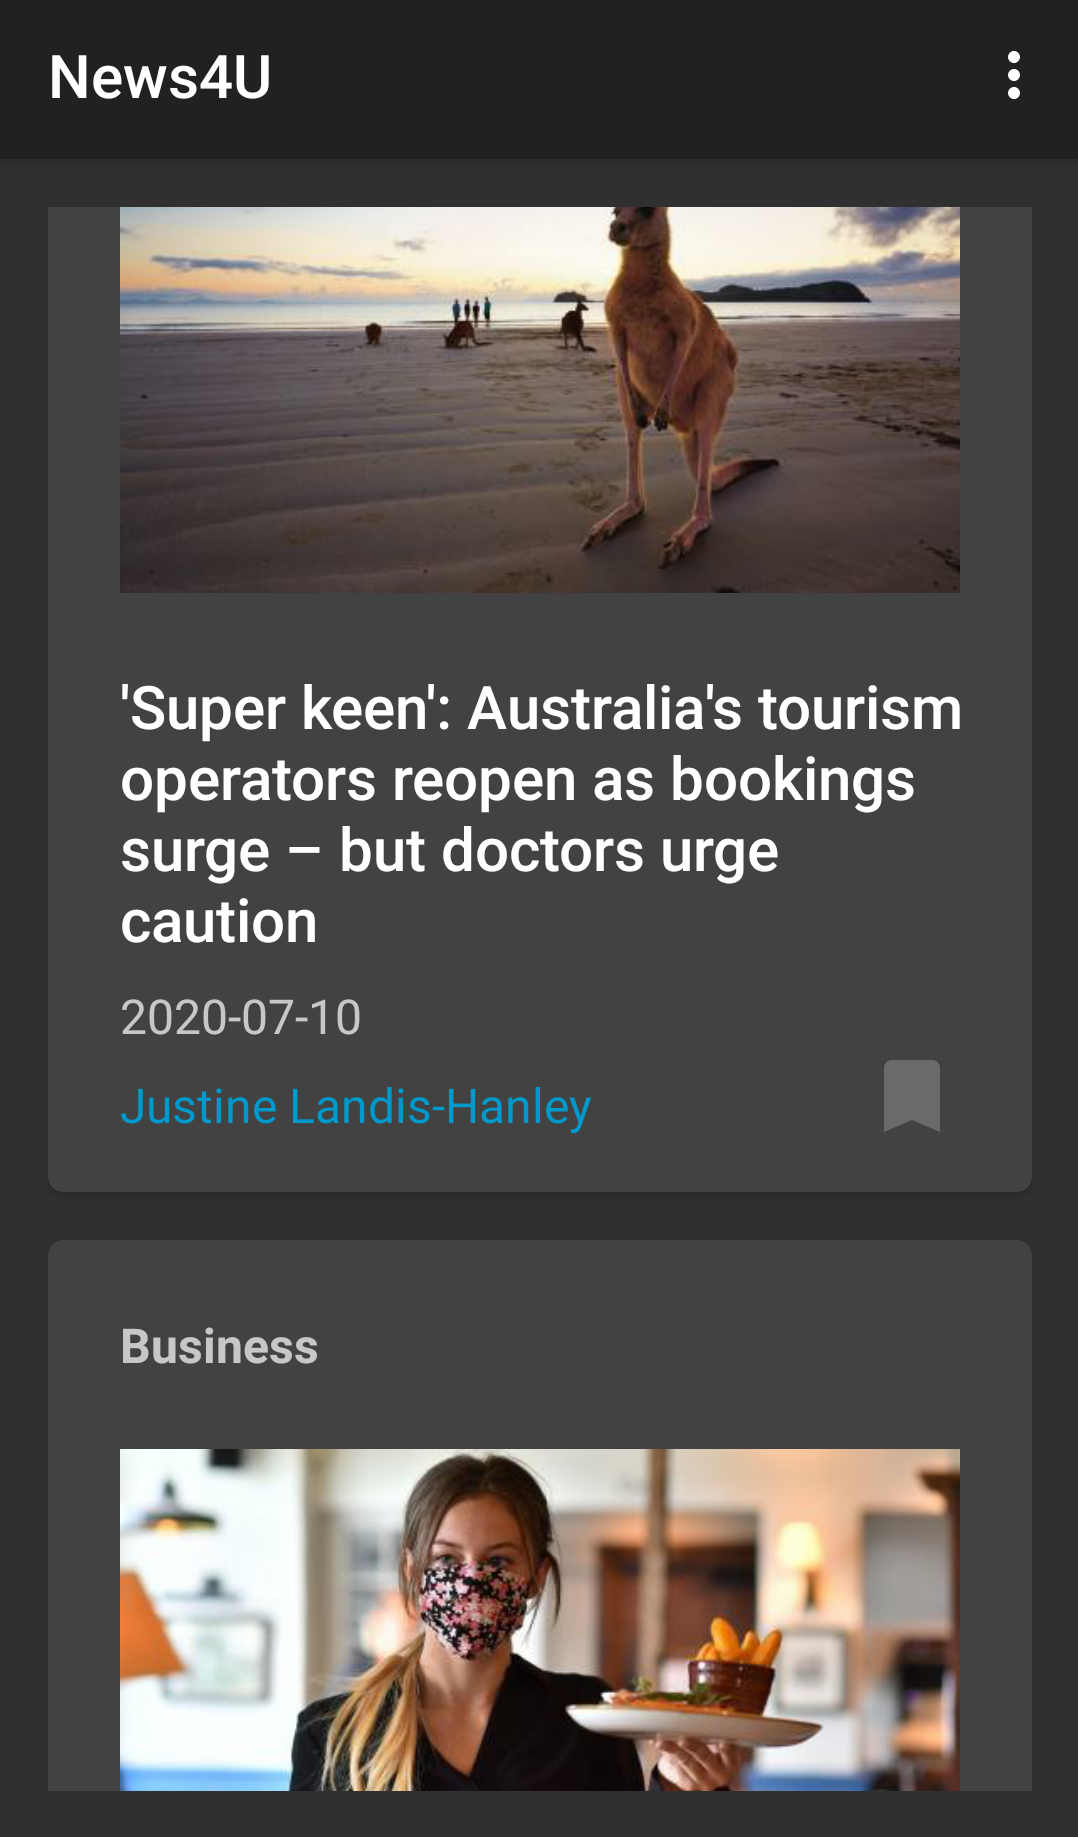 News4U
'Super keen': Australia's tourism
operators reopen as bookings
surge – but doctors urge
caution
2020-07-10
Justine Landis-Hanley
Business